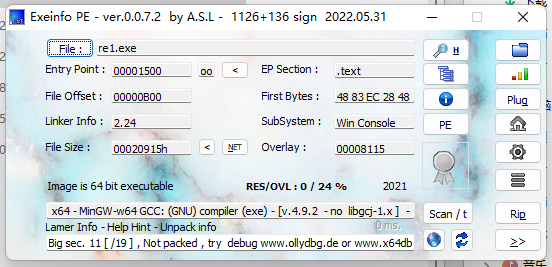 Exeinfo PE - ver.0.0.7.2 by A.S.L - 1126+136 sign 2022.05.31
File : re1.exe H
Entry Point : 00001500 oo < EP Section : .text
File Offset : 00000B00 First Bytes : 48 83 EC 28 48 Plug
Linker Info : 2.24 SubSystem : Win Console PE
File Size : 00020915h < NET Overlay : 00008115
Image is 64 bit executable RES/OVL : 0 / 24 % 2021
x64 - MinGW-w64 GCC: (GNU) compiler (exe) - [v.4.9.2 - no libgcj-1.x ] - Scan / t Rip
Lamer Info - Help Hint - Unpack info 0 ms.
Big sec. 11 [ /19 ] , Not packed , try debug www.ollydbg.de or www.x64db >>
音乐